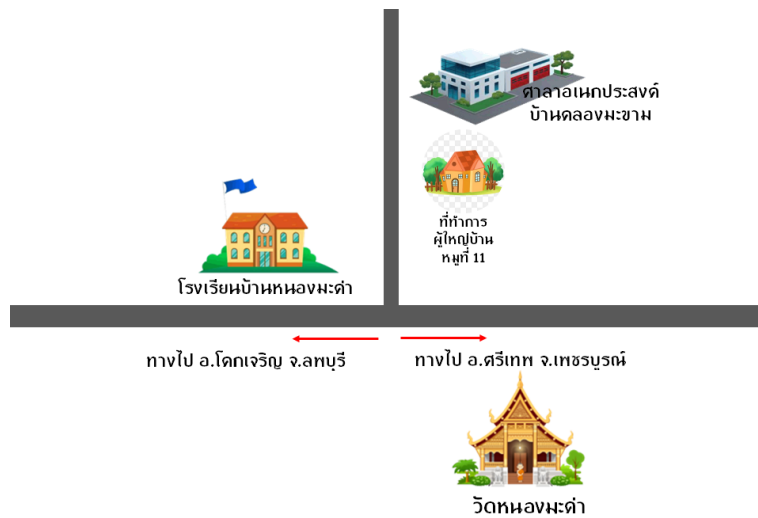 ศาลาอเนกประสงค์
บ้านคลองมะขาม
ที่ทำการ
ผู้ใหญ่บ้าน
หมู่ที่ 11
โรงเรียนบ้านหนองมะค่า
ทางไป อ.โคกเจริญ จ.ลพบุรี
ทางไป อ.ศรีเทพ จ.เพชรบูรณ์
วัดหนองมะค่า